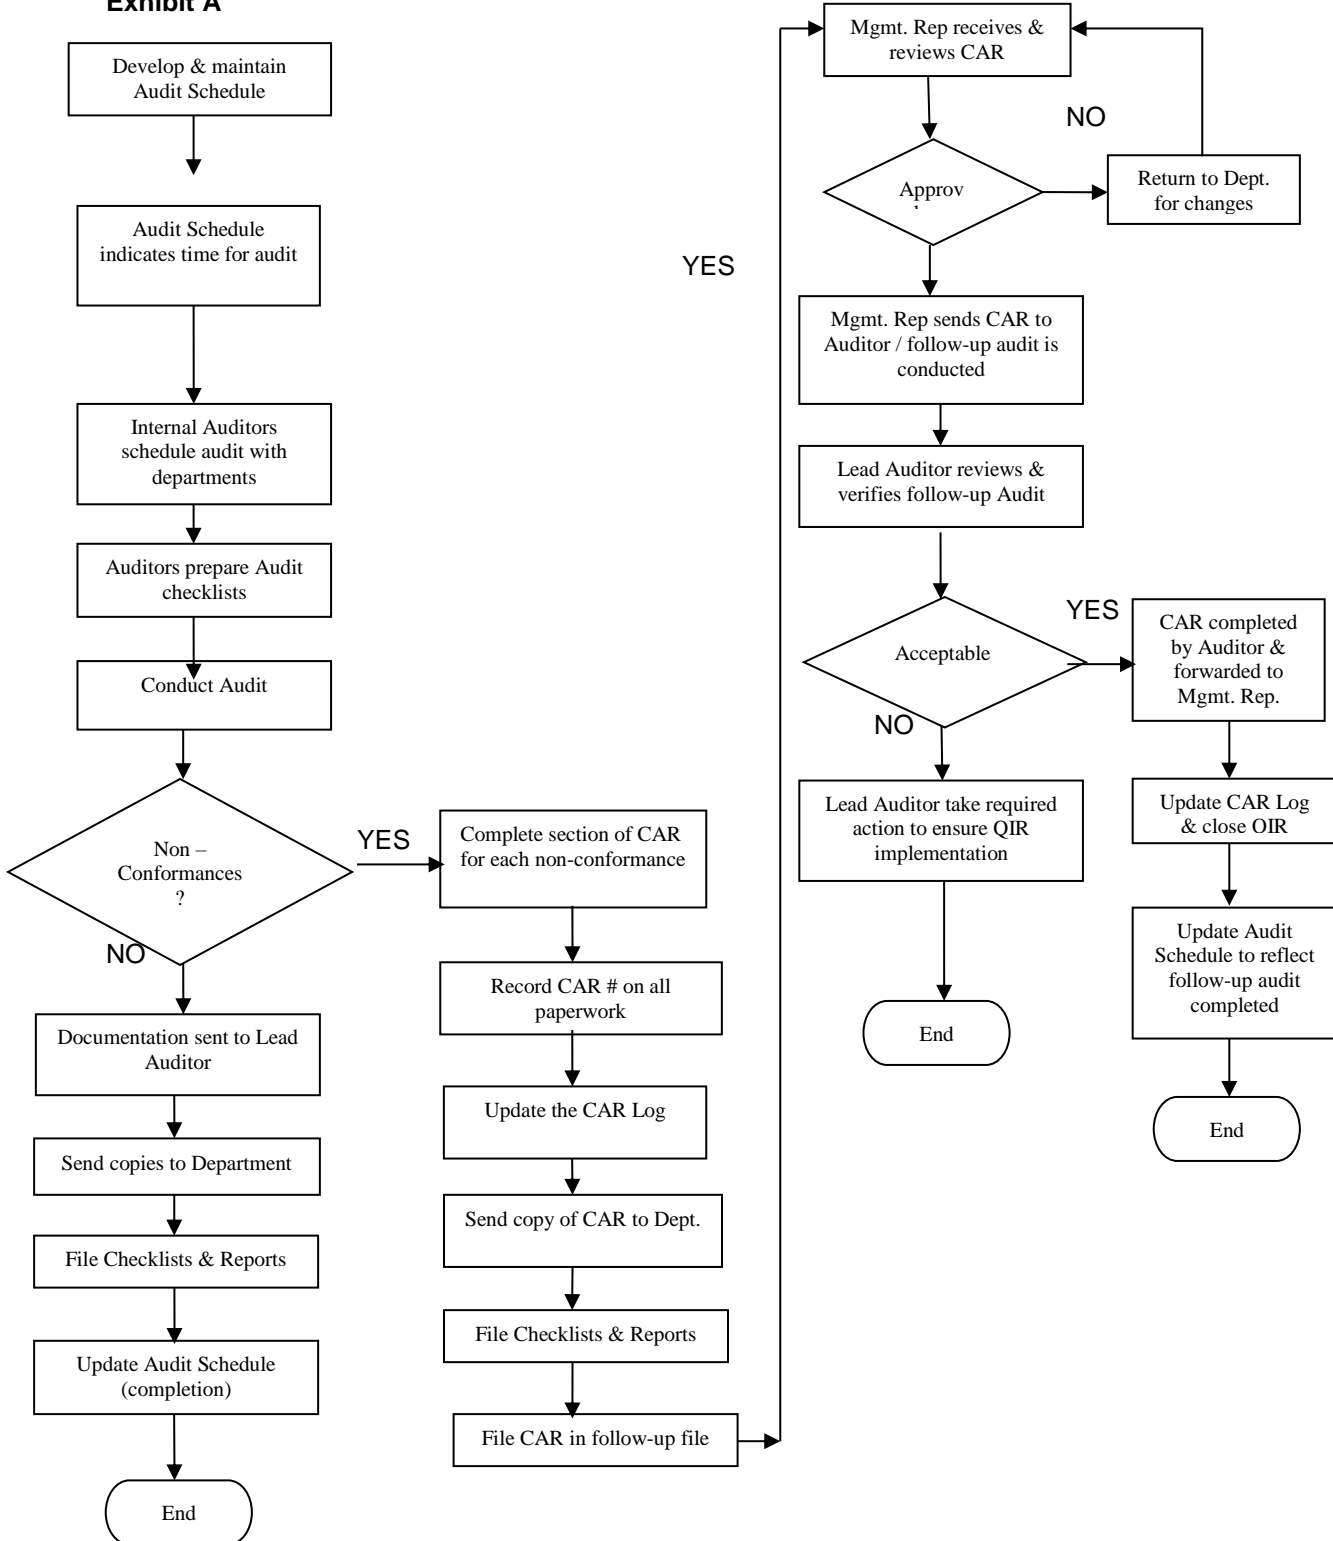 Exhibit A
Develop & maintain
Audit Schedule
Audit Schedule
indicates time for audit
Internal Auditors
schedule audit with
departments
Auditors prepare Audit
checklists
Conduct Audit
Non –
Conformances
?
YES
NO
Documentation sent to Lead
Auditor
Send copies to Department
File Checklists & Reports
Update Audit Schedule
(completion)
End
Complete section of CAR
for each non-conformance
Record CAR # on all
paperwork
Update the CAR Log
Send copy of CAR to Dept.
File Checklists & Reports
File CAR in follow-up file
YES
Mgmt. Rep receives &
reviews CAR
NO
Approv
Return to Dept.
for changes
Mgmt. Rep sends CAR to
Auditor / follow-up audit is
conducted
Lead Auditor reviews &
verifies follow-up Audit
Acceptable
YES
NO
Lead Auditor take required
action to ensure QIR
implementation
End
CAR completed
by Auditor &
forwarded to
Mgmt. Rep.
Update CAR Log
& close OIR
Update Audit
Schedule to reflect
follow-up audit
completed
End